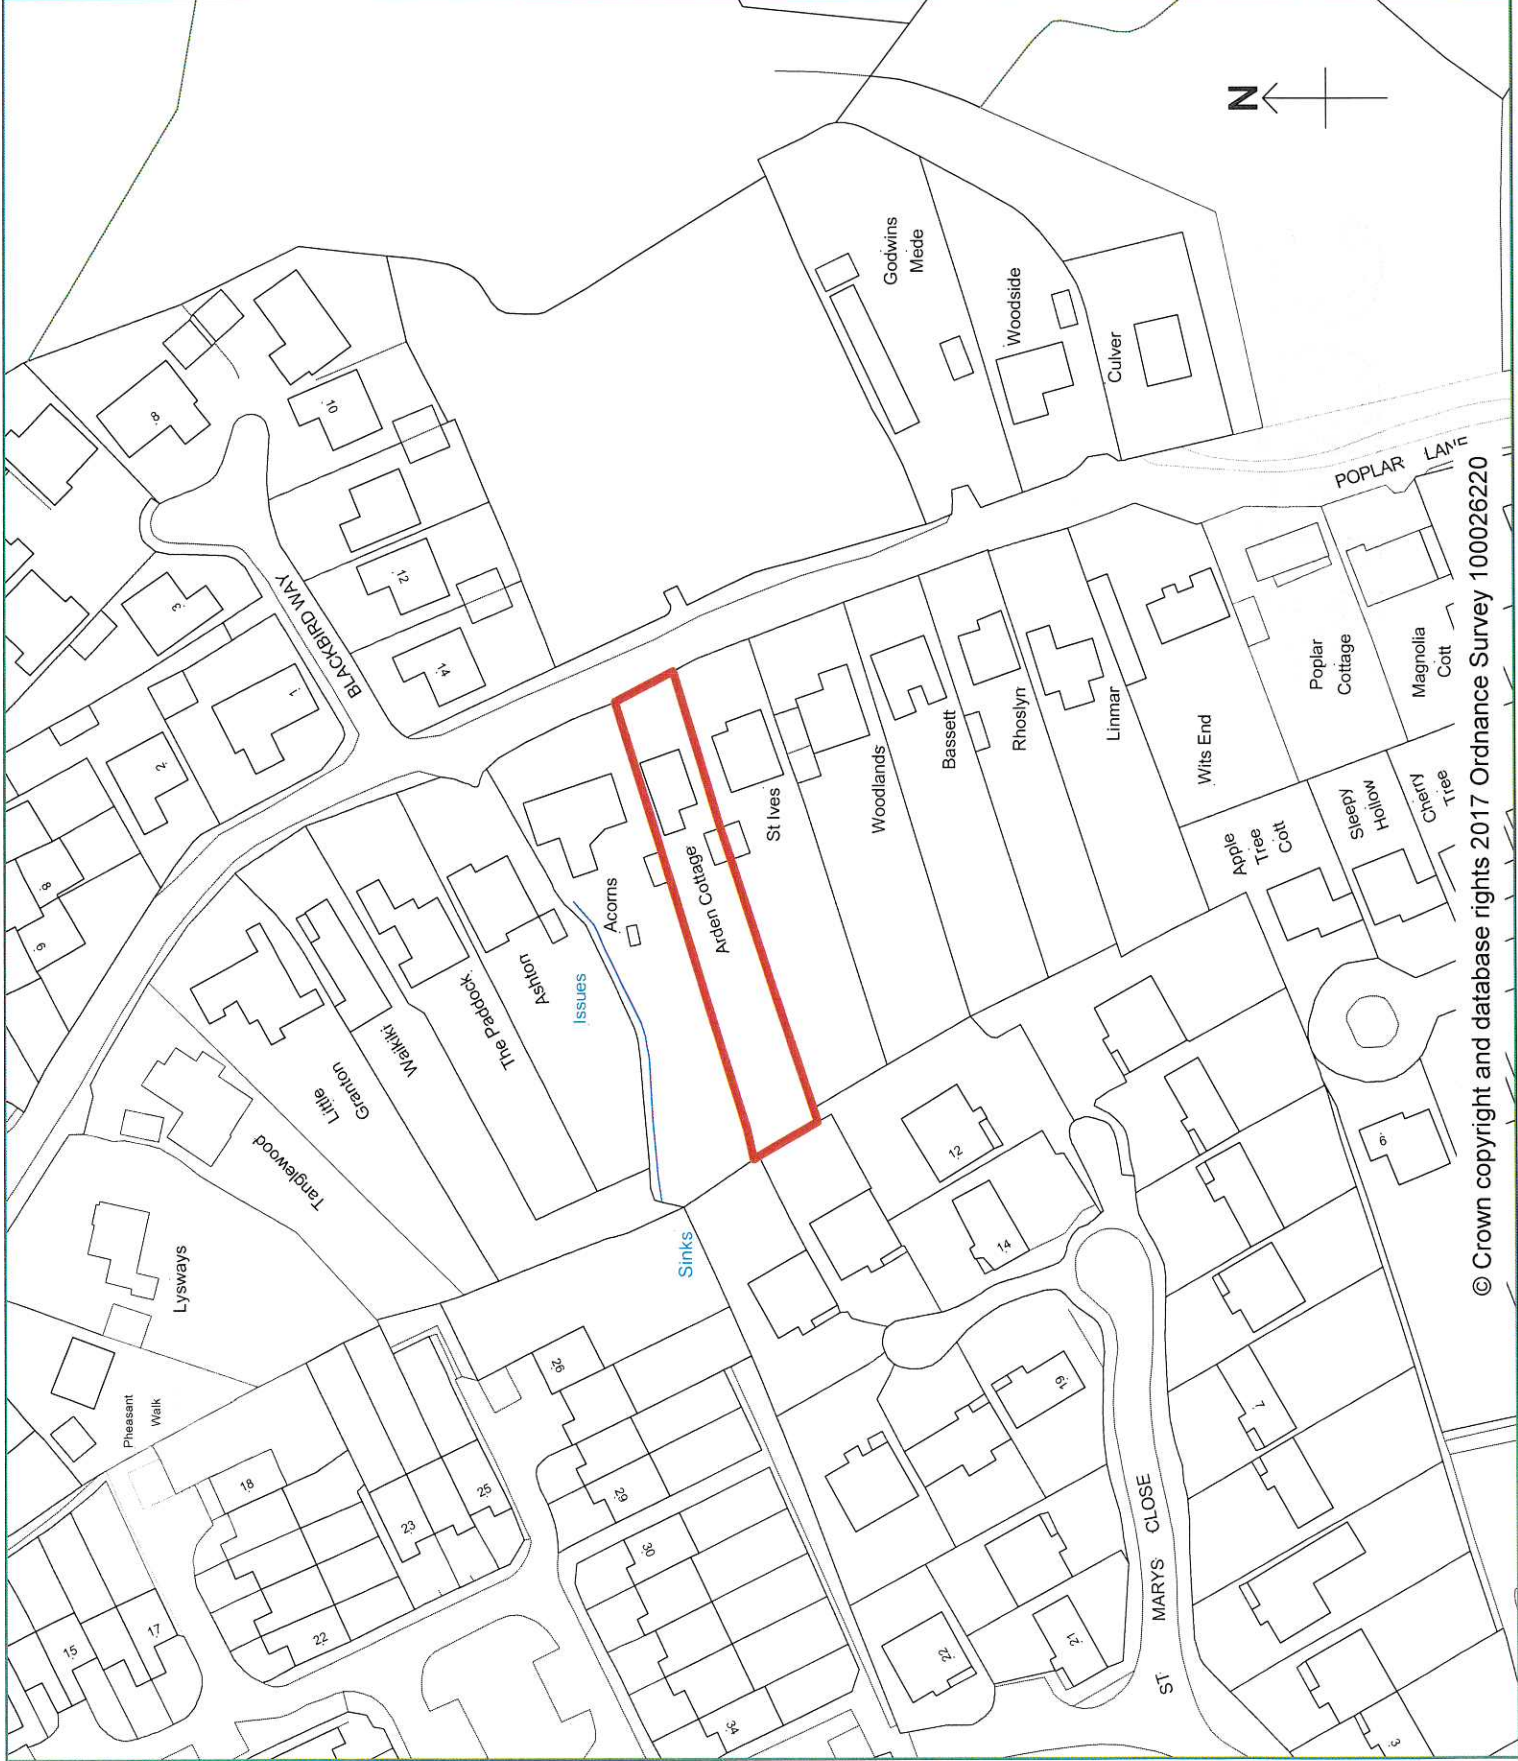 15
17
18
22
23
25
26
29
30
34
Pheasant
Walk
Lysways
Tanglewood
Little
Granton
Waikiki
The Paddock
Ashton
Issues
Sinks
Acorns
Arden Cottage
St Ives
Woodlands
Bassett
Rhoslyn
Linmar
Wits End
Poplar
Cottage
Magnolia
Cott
Apple
Tree
Cott
Sleepy
Hollow
Cherry
Tree
9
8
2
1
3
8
10
12
14
BLACKBIRD WAY
Godwins
Mede
Woodside
Culver
POPLAR LANE
12
14
19
22
21
7
3
ST MARYS CLOSE
N
© Crown copyright and database rights 2017 Ordnance Survey 100026220